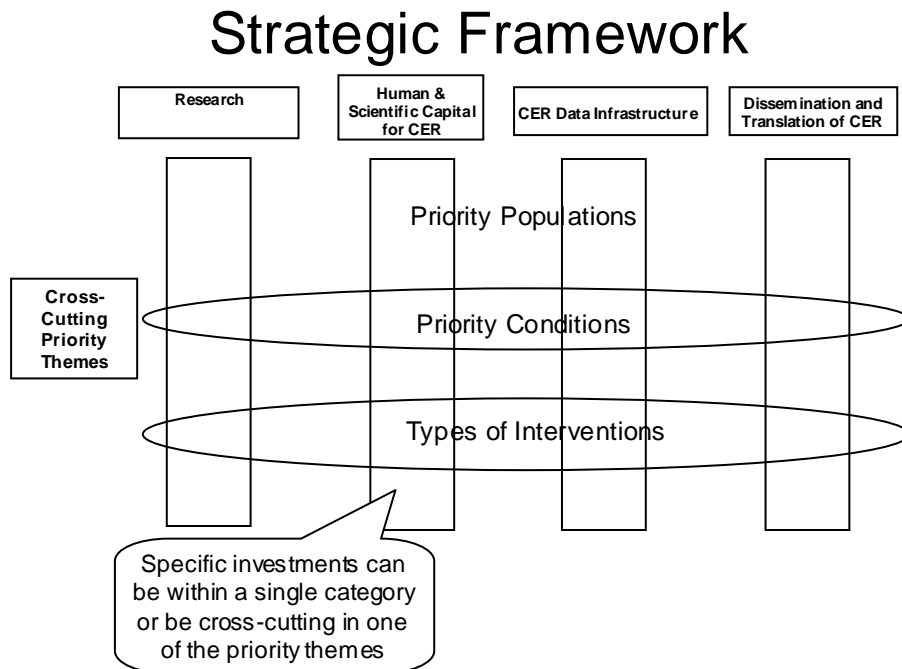 Strategic Framework
Research
Human &
Scientific Capital
for CER
CER Data Infrastructure
Dissemination and
Translation of CER
Priority Populations
Cross-
Cutting
Priority
Themes
Priority Conditions
Types of Interventions
Specific investments can
be within a single category
or be cross-cutting in one
of the priority themes